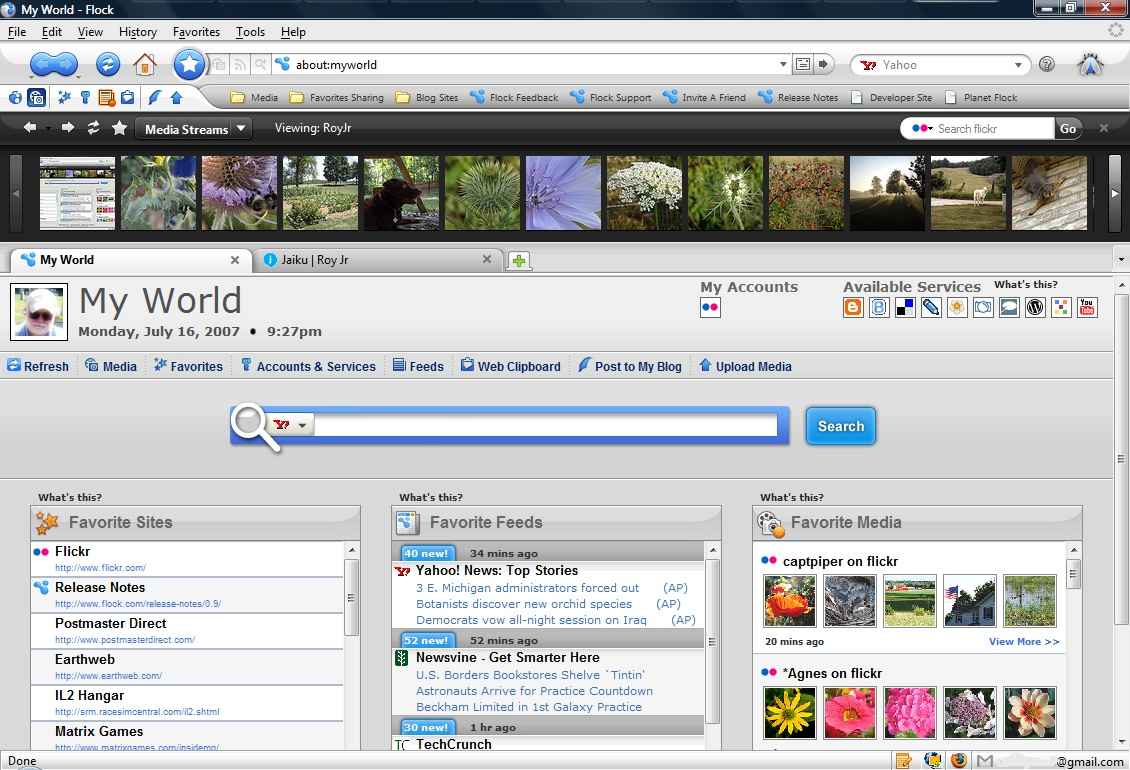 My World - Flock
File Edit View History Favorites Tools Help
about:myworld
Yahoo
Media Favorites Sharing Blog Sites Flock Feedback Flock Support Invite A Friend Release Notes Developer Site Planet Flock
Media Streams Viewing: RoyJr Search flickr Go
My World Jaiku | Roy Jr
My World
Monday, July 16, 2007 • 9:27pm
My Accounts
Available Services What's this?
You Tube
Refresh Media Favorites Accounts & Services Feeds Web Clipboard Post to My Blog Upload Media
Search
What's this?
Favorite Sites
Flickr
http://www.flickr.com/
Release Notes
http://www.flock.com/release-notes/0.9/
Postmaster Direct
http://www.postmasterdirect.com/
Earthweb
http://www.earthweb.com/
IL2 Hangar
http://srm.racesimcentral.com/il2.shtml
Matrix Games
http://www.matrixgames.com/insidemg/
What's this?
Favorite Feeds
40 new! 34 mins ago
Yahoo! News: Top Stories
3 E. Michigan administrators forced out (AP)
Botanists discover new orchid species (AP)
Democrats vow all-night session on Iraq (AP)
52 new! 52 mins ago
Newsvine - Get Smarter Here
U.S. Borders Bookstores Shelve `Tintin'
Astronauts Arrive for Practice Countdown
Beckham Limited in 1st Galaxy Practice
30 new! 1 hr ago
TC TechCrunch
What's this?
Favorite Media
captpiper on flickr
20 mins ago View More >>
*Agnes on flickr
Done
@gmail.com